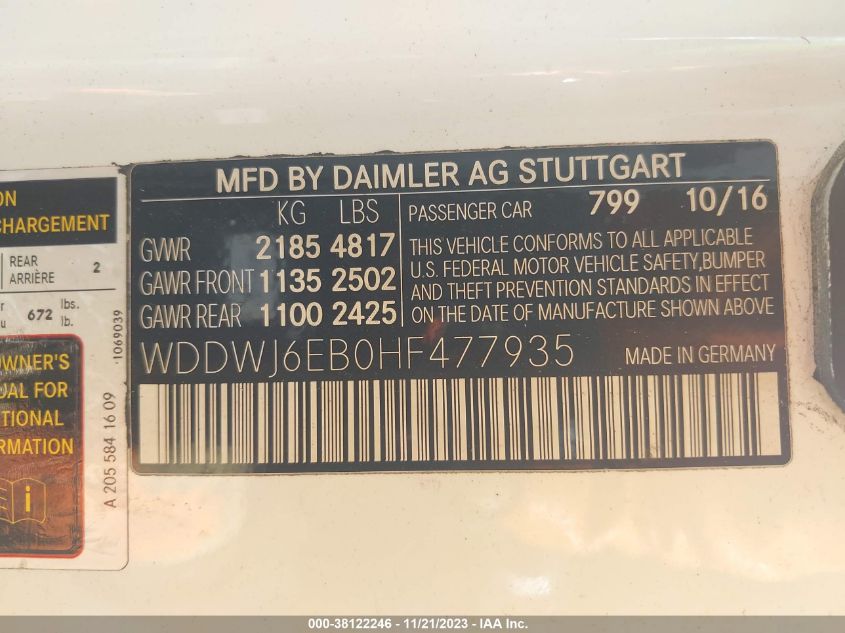 MFD BY DAIMLER AG STUTTGART
KG LBS
GVWR 2185 4817
GAWR FRONT 1135 2502
GAWR REAR 1100 2425
PASSENGER CAR 799 10/16
THIS VEHICLE CONFORMS TO ALL APPLICABLE
U.S. FEDERAL MOTOR VEHICLE SAFETY,BUMPER
AND THEFT PREVENTION STANDARDS IN EFFECT
ON THE DATE OF MANUFACTURE SHOWN ABOVE
WDDWJ6EB0HF477935 MADE IN GERMANY
ON
CHARGEMENT
REAR 2
ARRIÈRE
672 lbs.
lb.
1069039
OWNER'S
FOR
A 205 584 16 09
000-38122246 - 11/21/2023 - IAA Inc.